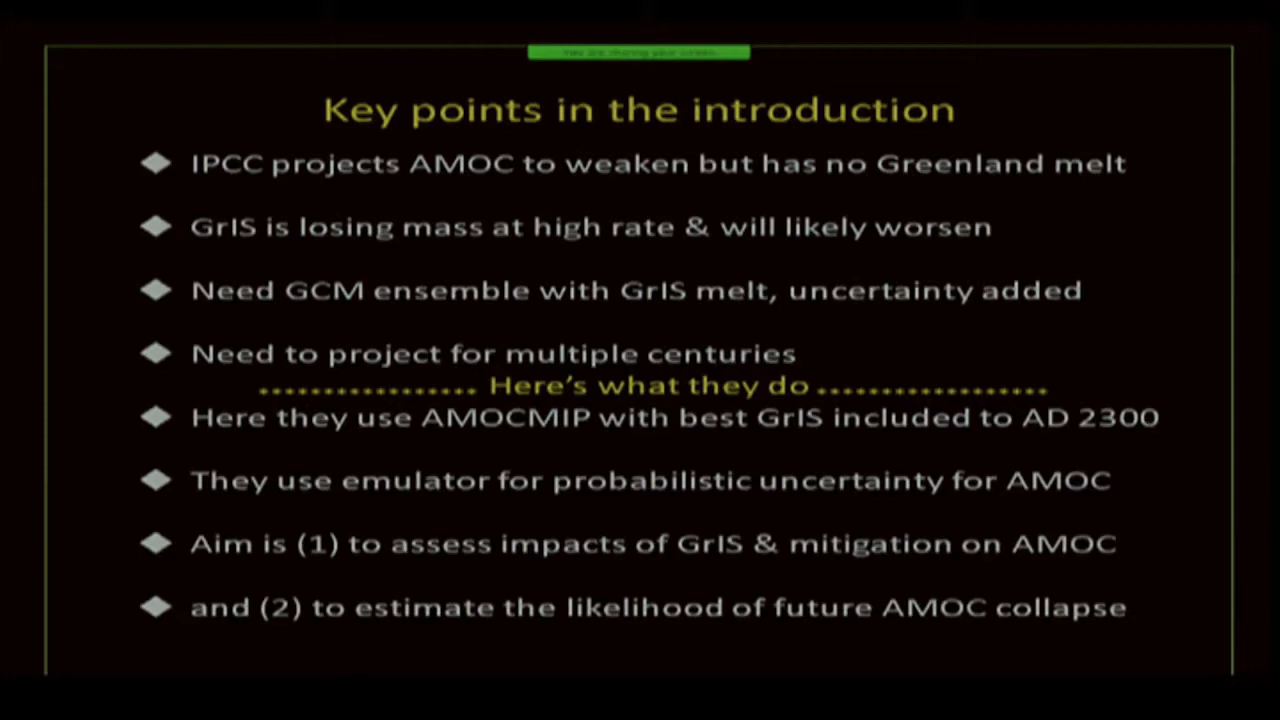 Key points in the introduction
IPCC projects AMOC to weaken but has no Greenland melt
GrIS is losing mass at high rate & will likely worsen
Need GCM ensemble with GrIS melt, uncertainty added
Need to project for multiple centuries
................. Here's what they do ..................
Here they use AMOCMIP with best GrIS included to AD 2300
They use emulator for probabilistic uncertainty for AMOC
Aim is (1) to assess impacts of GrIS & mitigation on AMOC
and (2) to estimate the likelihood of future AMOC collapse